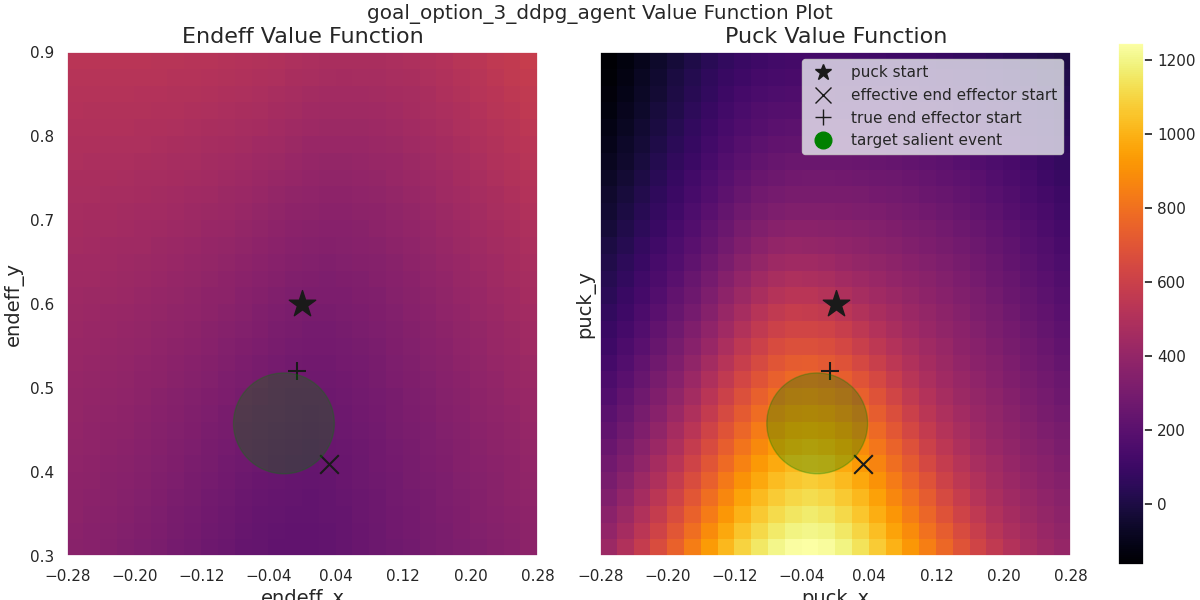 goal_option_3_ddpg_agent Value Function Plot
Endeff Value Function
Puck Value Function
endeff_y
0.9
0.8
0.7
0.6
0.5
0.4
0.3
−0.28 −0.20 −0.12 −0.04 0.04 0.12 0.20 0.28
endeff_x
puck_y
puck start
effective end effector start
true end effector start
target salient event
−0.28 −0.20 −0.12 −0.04 0.04 0.12 0.20 0.28
puck_x
1200
1000
800
600
400
200
0